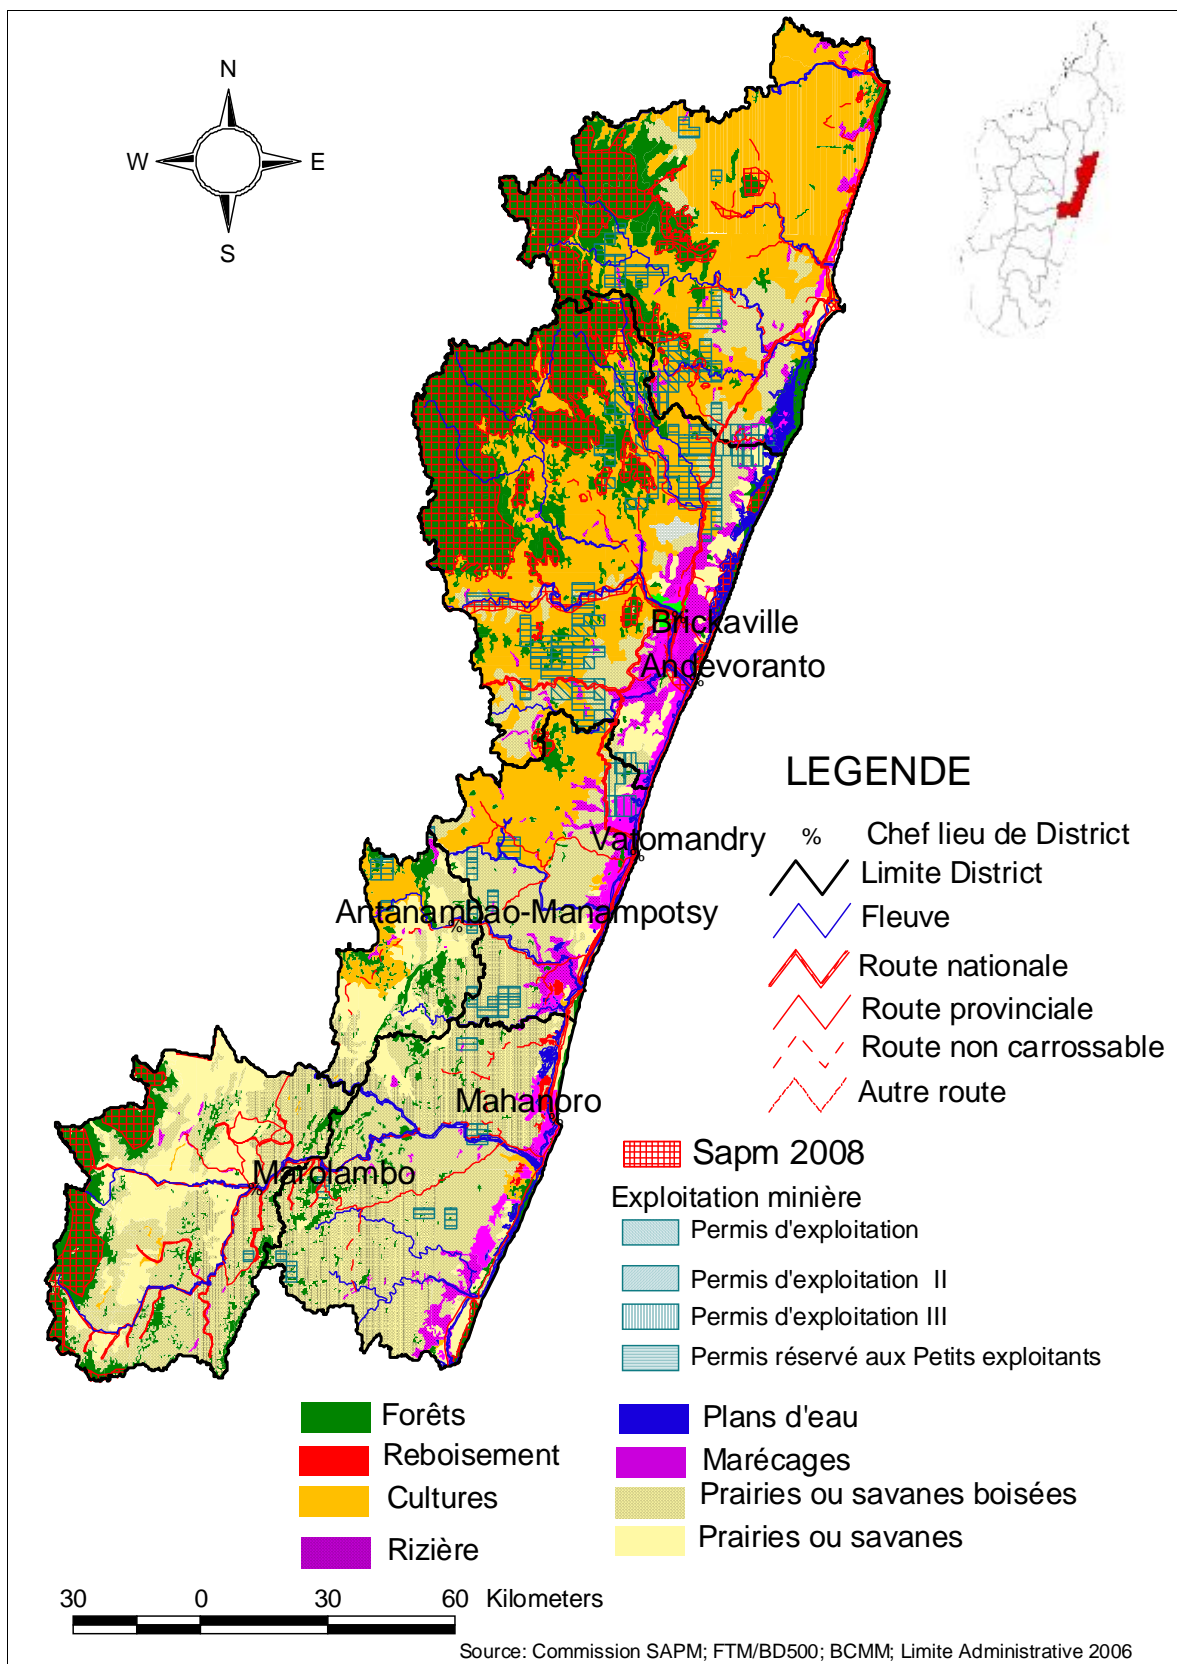 N
W
E
S
Brickaville
Andevoranto
Vatomandry
Antanambao-Manampotsy
Mahanoro
Marolambo
LEGENDE
% Chef lieu de District
Limite District
Fleuve
Route nationale
Route provinciale
Route non carrossable
Autre route
Sapm 2008
Exploitation minière
Permis d'exploitation
Permis d'exploitation II
Permis d'exploitation III
Permis réservé aux Petits exploitants
Forêts
Reboisement
Cultures
Rizière
Plans d'eau
Marécages
Prairies ou savanes boisées
Prairies ou savanes
30 0 30 60 Kilometers
Source: Commission SAPM; FTM/BD500; BCMM; Limite Administrative 2006